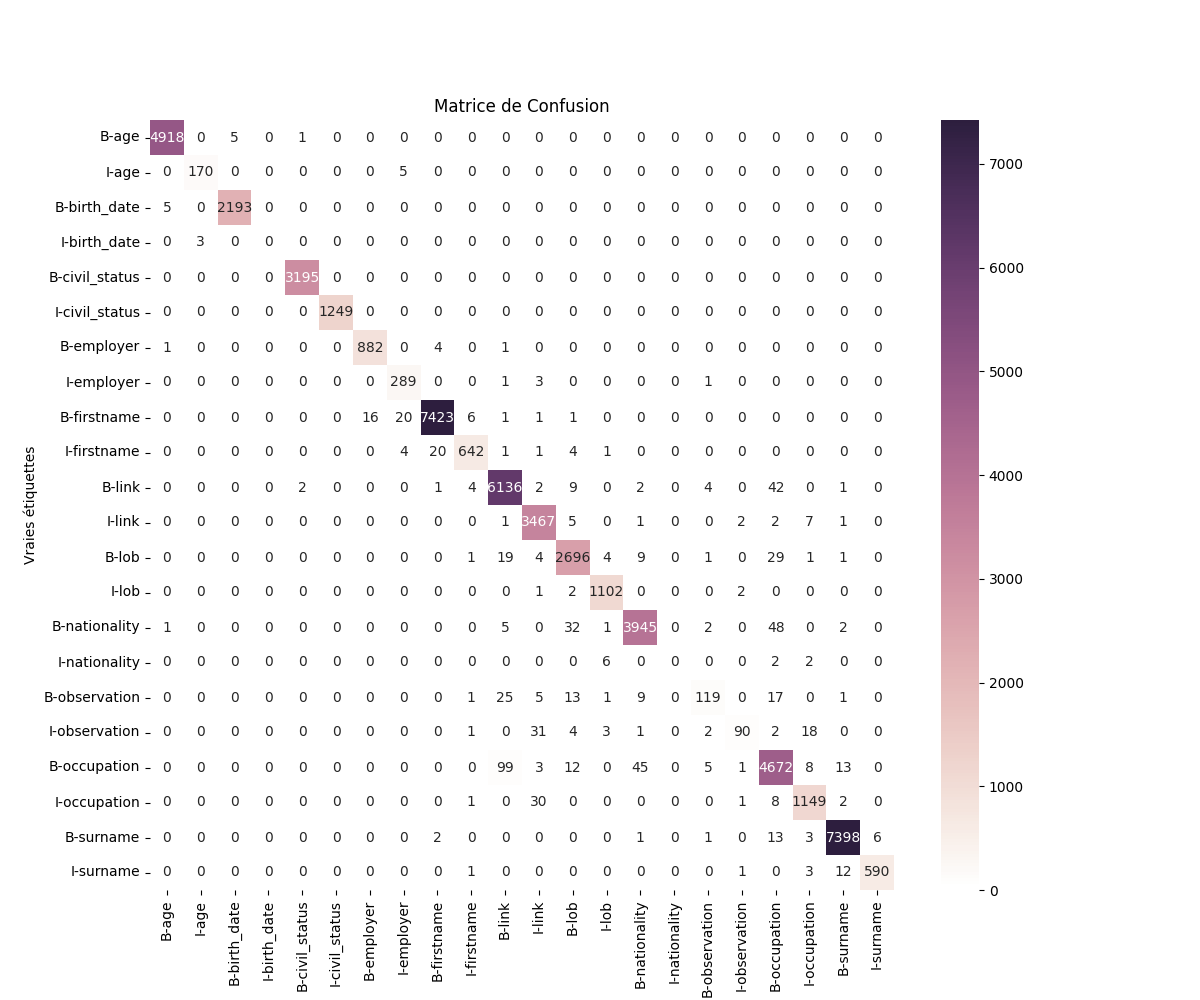 Matrice de Confusion
B-age 4918 0 5 0 1 0 0 0 0 0 0 0 0 0 0 0 0 0 0 0 0 0
I-age 0 170 0 0 0 0 0 5 0 0 0 0 0 0 0 0 0 0 0 0 0 0
B-birth_date 5 0 2193 0 0 0 0 0 0 0 0 0 0 0 0 0 0 0 0 0 0 0
I-birth_date 0 3 0 0 0 0 0 0 0 0 0 0 0 0 0 0 0 0 0 0 0 0
B-civil_status 0 0 0 0 3195 0 0 0 0 0 0 0 0 0 0 0 0 0 0 0 0 0
I-civil_status 0 0 0 0 0 1249 0 0 0 0 0 0 0 0 0 0 0 0 0 0 0 0
B-employer 1 0 0 0 0 0 882 0 4 0 1 0 0 0 0 0 0 0 0 0 0 0
I-employer 0 0 0 0 0 0 0 289 0 0 1 3 0 0 0 0 1 0 0 0 0 0
B-firstname 0 0 0 0 0 0 16 20 7423 6 1 1 1 0 0 0 0 0 0 0 0 0
I-firstname 0 0 0 0 0 0 0 4 20 642 1 1 4 1 0 0 0 0 0 0 0 0
B-link 0 0 0 0 2 0 0 0 1 4 6136 2 9 0 2 0 4 0 42 0 1 0
I-link 0 0 0 0 0 0 0 0 0 0 1 3467 5 0 1 0 0 2 2 7 1 0
B-lob 0 0 0 0 0 0 0 0 0 1 19 4 2696 4 9 0 1 0 29 1 1 0
I-lob 0 0 0 0 0 0 0 0 0 0 0 1 2 1102 0 0 0 2 0 0 0 0
B-nationality 1 0 0 0 0 0 0 0 0 0 5 0 32 1 3945 0 2 0 48 0 2 0
I-nationality 0 0 0 0 0 0 0 0 0 0 0 0 0 6 0 0 0 0 2 2 0 0
B-observation 0 0 0 0 0 0 0 0 0 1 25 5 13 1 9 0 119 0 17 0 1 0
I-observation 0 0 0 0 0 0 0 0 0 1 0 31 4 3 1 0 2 90 2 18 0 0
B-occupation 0 0 0 0 0 0 0 0 0 0 99 3 12 0 45 0 5 1 4672 8 13 0
I-occupation 0 0 0 0 0 0 0 0 0 1 0 30 0 0 0 0 0 1 8 1149 2 0
B-surname 0 0 0 0 0 0 0 0 2 0 0 0 0 0 1 0 1 0 13 3 7398 6
I-surname 0 0 0 0 0 0 0 0 0 1 0 0 0 0 0 0 0 1 0 3 12 590
Vraies étiquettes
B-age
I-age
B-birth_date
I-birth_date
B-civil_status
I-civil_status
B-employer
I-employer
B-firstname
I-firstname
B-link
I-link
B-lob
I-lob
B-nationality
I-nationality
B-observation
I-observation
B-occupation
I-occupation
B-surname
I-surname
7000
6000
5000
4000
3000
2000
1000
0